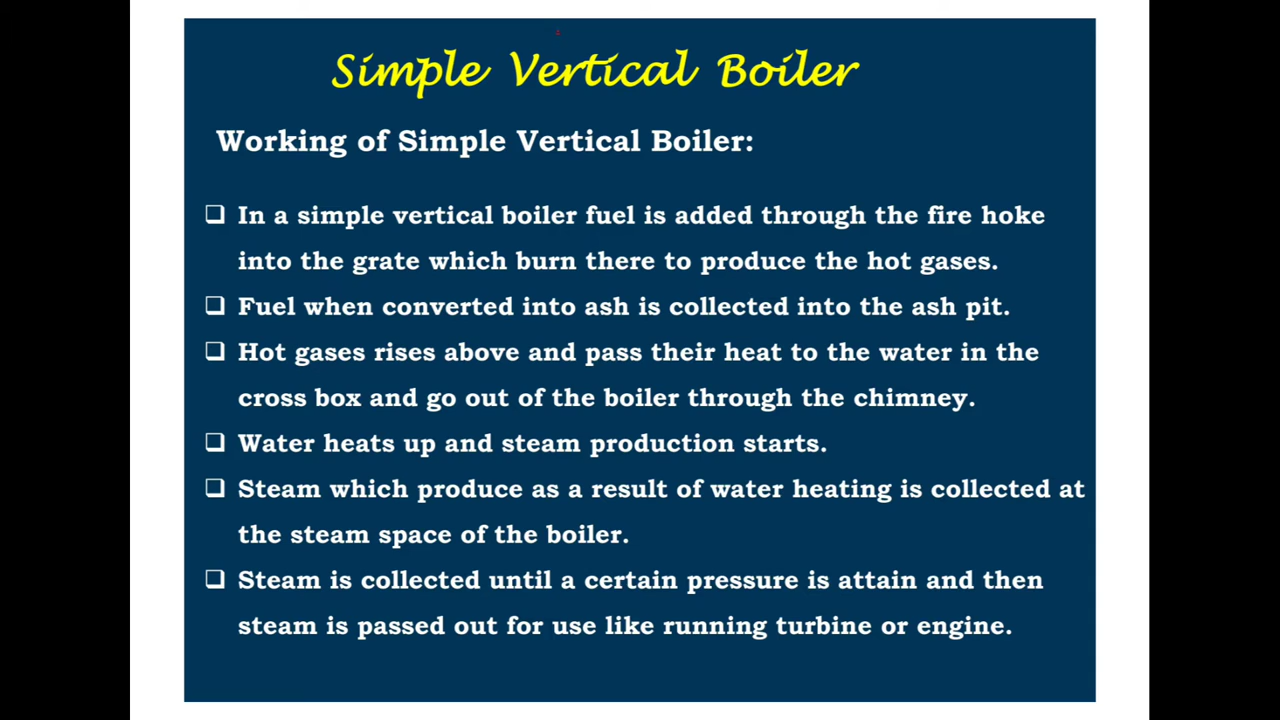 Simple Vertical Boiler
Working of Simple Vertical Boiler:
❑ In a simple vertical boiler fuel is added through the fire hoke
into the grate which burn there to produce the hot gases.
❑ Fuel when converted into ash is collected into the ash pit.
❑ Hot gases rises above and pass their heat to the water in the
cross box and go out of the boiler through the chimney.
❑ Water heats up and steam production starts.
❑ Steam which produce as a result of water heating is collected at
the steam space of the boiler.
❑ Steam is collected until a certain pressure is attain and then
steam is passed out for use like running turbine or engine.